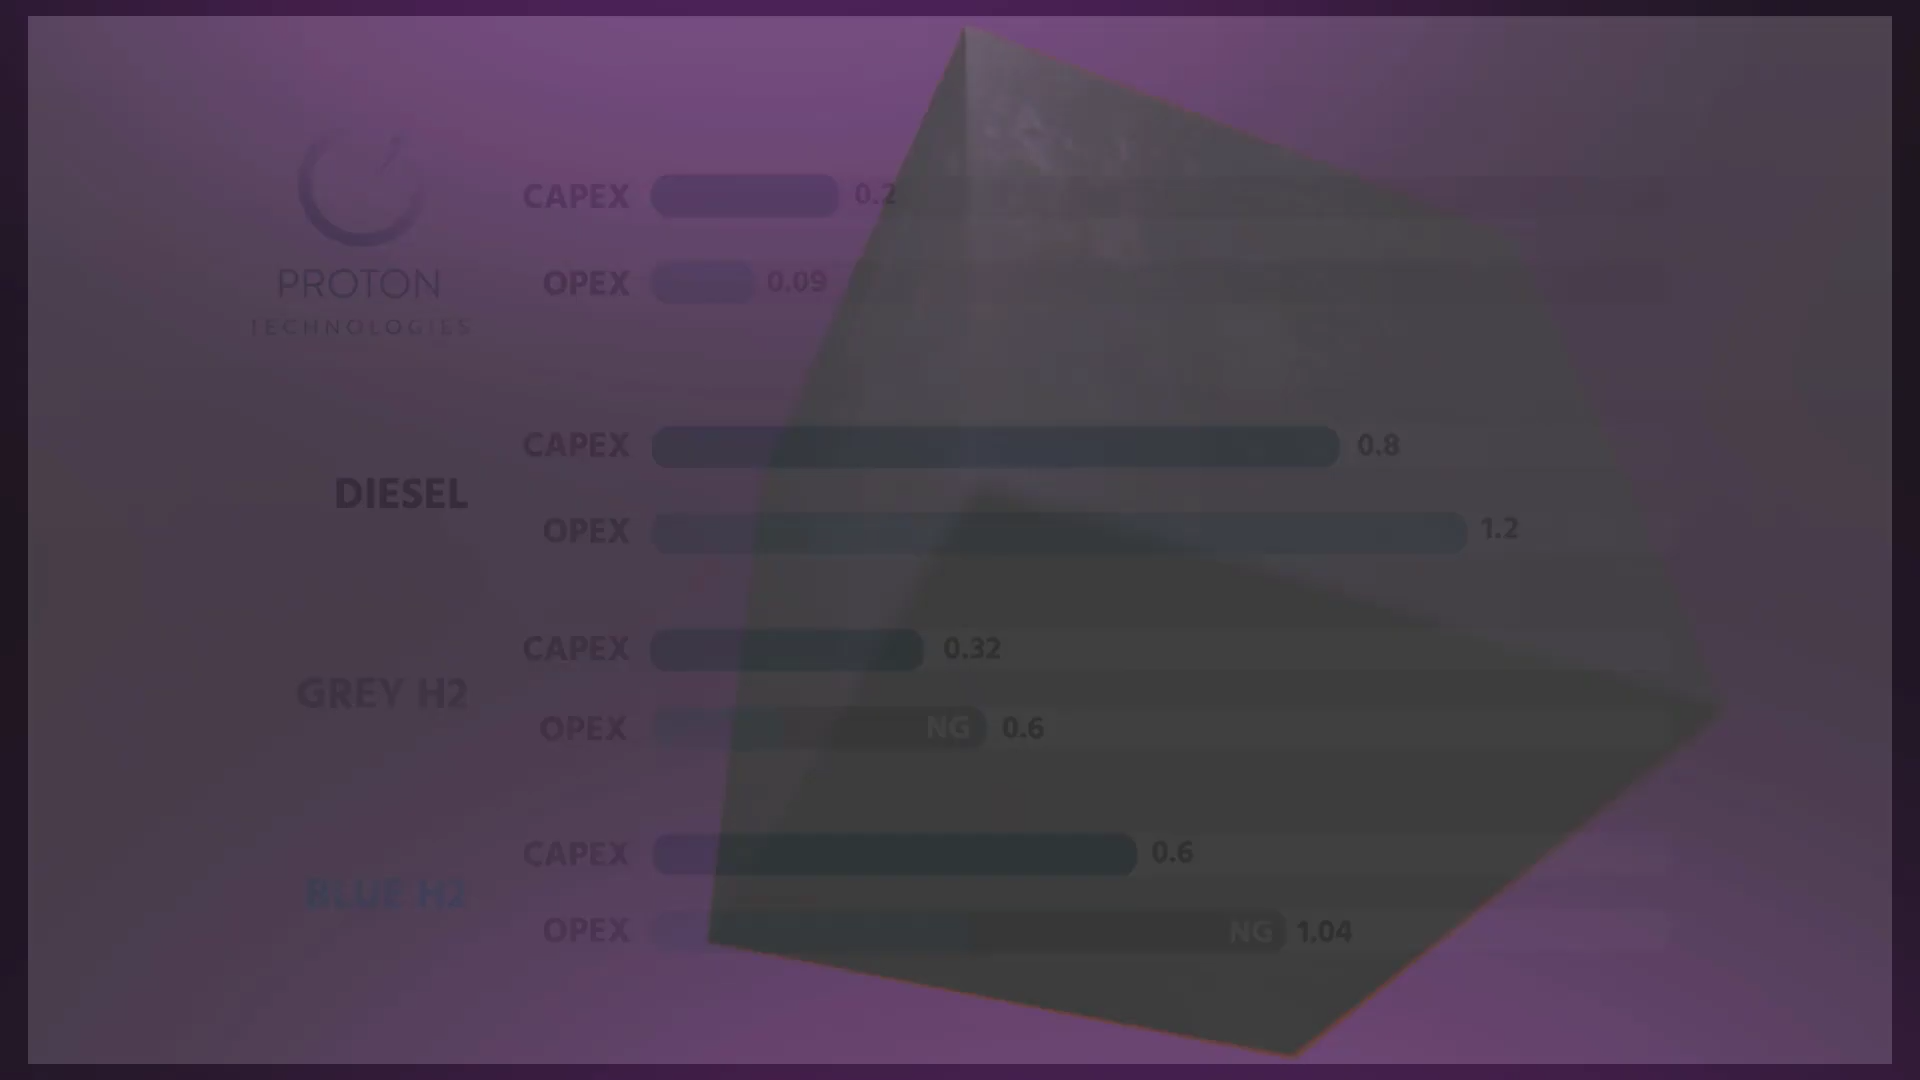 PROTON
TECHNOLOGIES
CAPEX 0.2
OPEX 0.09
DIESEL
CAPEX 0.8
OPEX 1.2
GREY H2
CAPEX 0.32
OPEX NG 0.6
BLUE H2
CAPEX 0.6
OPEX NG 1.04